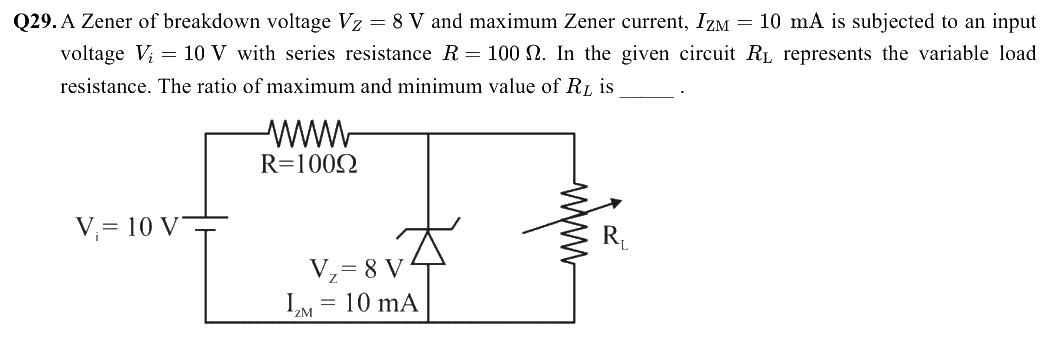 Q29. A Zener of breakdown voltage V_Z = 8 V and maximum Zener current, I_ZM = 10 mA is subjected to an input
voltage V_i = 10 V with series resistance R = 100 Ω. In the given circuit R_L represents the variable load
resistance. The ratio of maximum and minimum value of R_L is _____ .
R=100Ω
V_i = 10 V
R_L
V_z = 8 V
I_zM = 10 mA